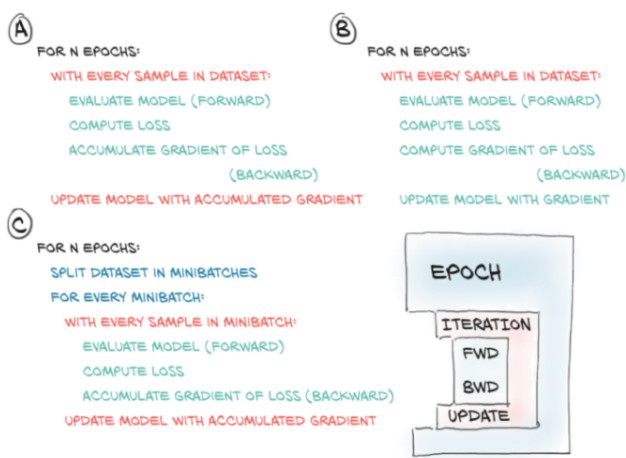 A
FOR N EPOCHS:
WITH EVERY SAMPLE IN DATASET:
EVALUATE MODEL (FORWARD)
COMPUTE LOSS
ACCUMULATE GRADIENT OF LOSS
(BACKWARD)
UPDATE MODEL WITH ACCUMULATED GRADIENT
B
FOR N EPOCHS:
WITH EVERY SAMPLE IN DATASET:
EVALUATE MODEL (FORWARD)
COMPUTE LOSS
COMPUTE GRADIENT OF LOSS
(BACKWARD)
UPDATE MODEL WITH GRADIENT
C
FOR N EPOCHS:
SPLIT DATASET IN MINIBATCHES
FOR EVERY MINIBATCH:
WITH EVERY SAMPLE IN MINIBATCH:
EVALUATE MODEL (FORWARD)
COMPUTE LOSS
ACCUMULATE GRADIENT OF LOSS (BACKWARD)
UPDATE MODEL WITH ACCUMULATED GRADIENT
EPOCH
ITERATION
FWD
BWD
UPDATE